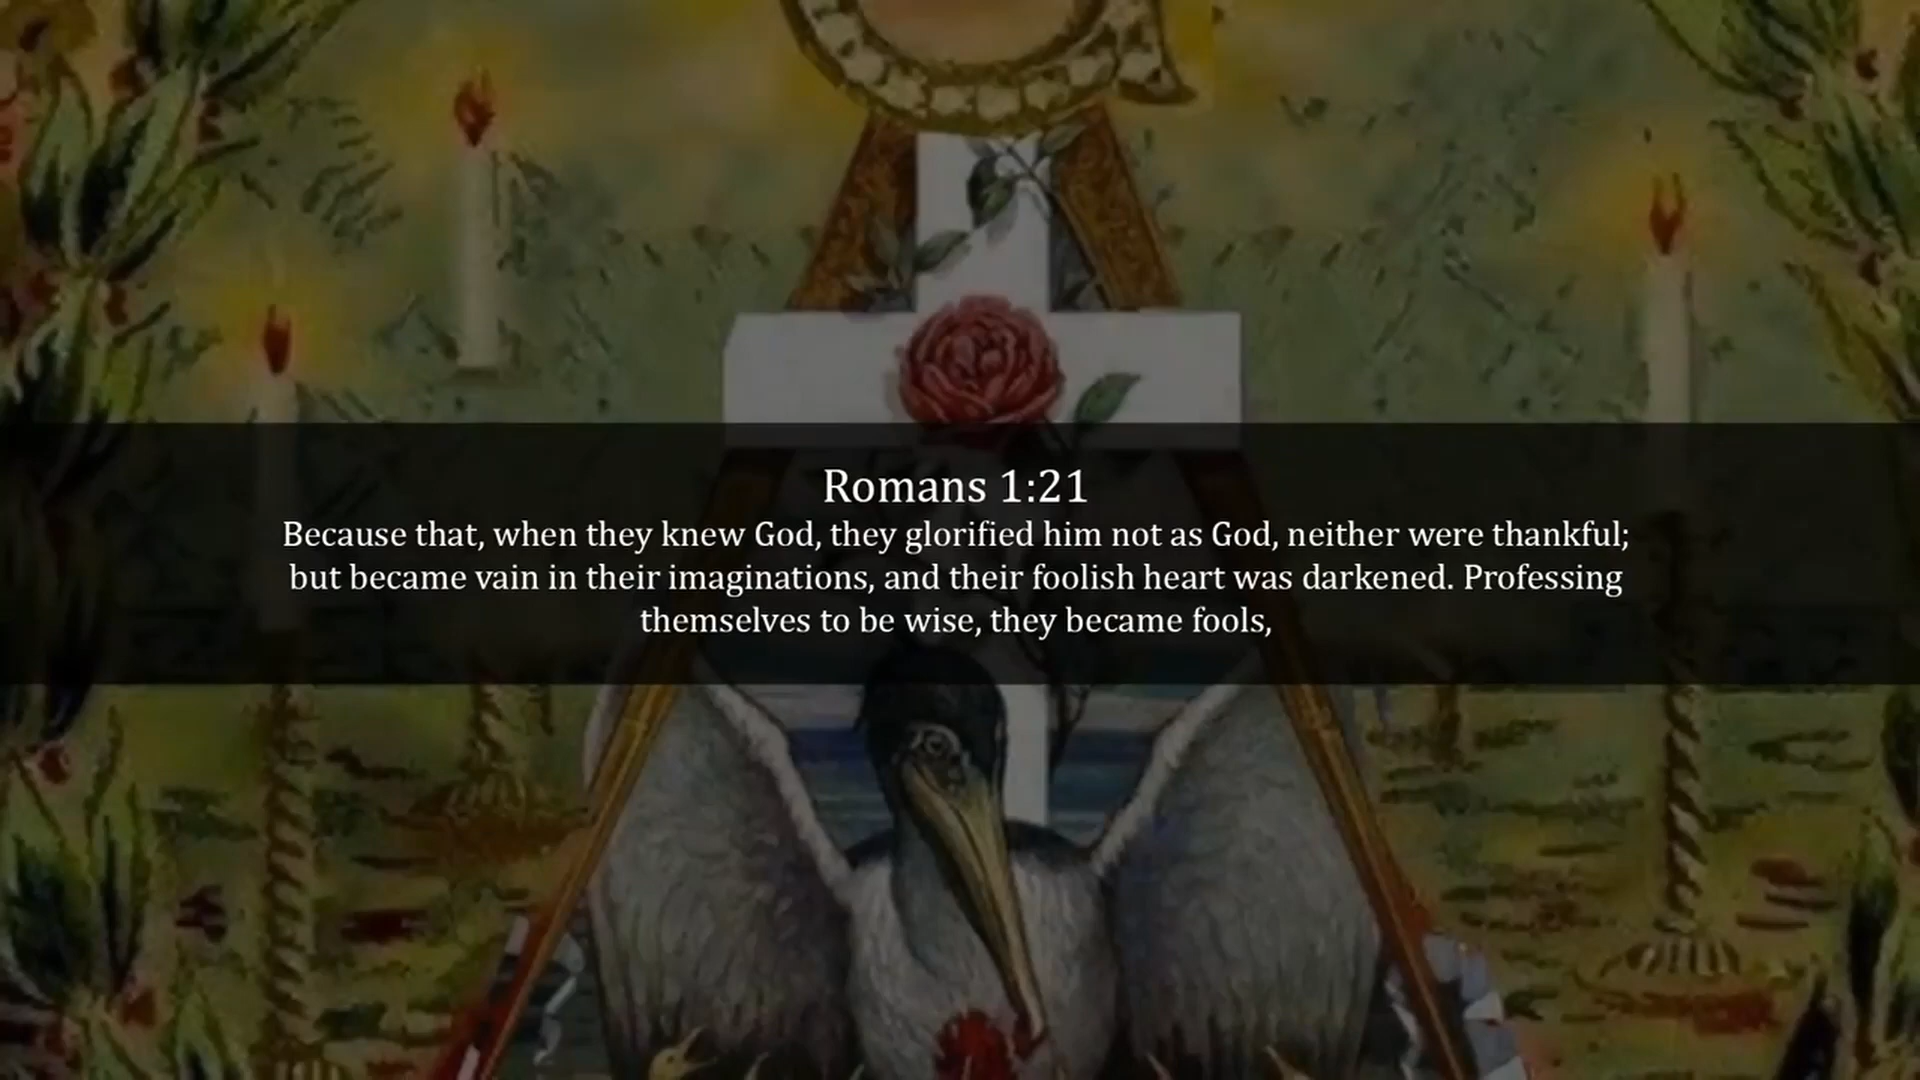 Romans 1:21
Because that, when they knew God, they glorified him not as God, neither were thankful;
but became vain in their imaginations, and their foolish heart was darkened. Professing
themselves to be wise, they became fools,